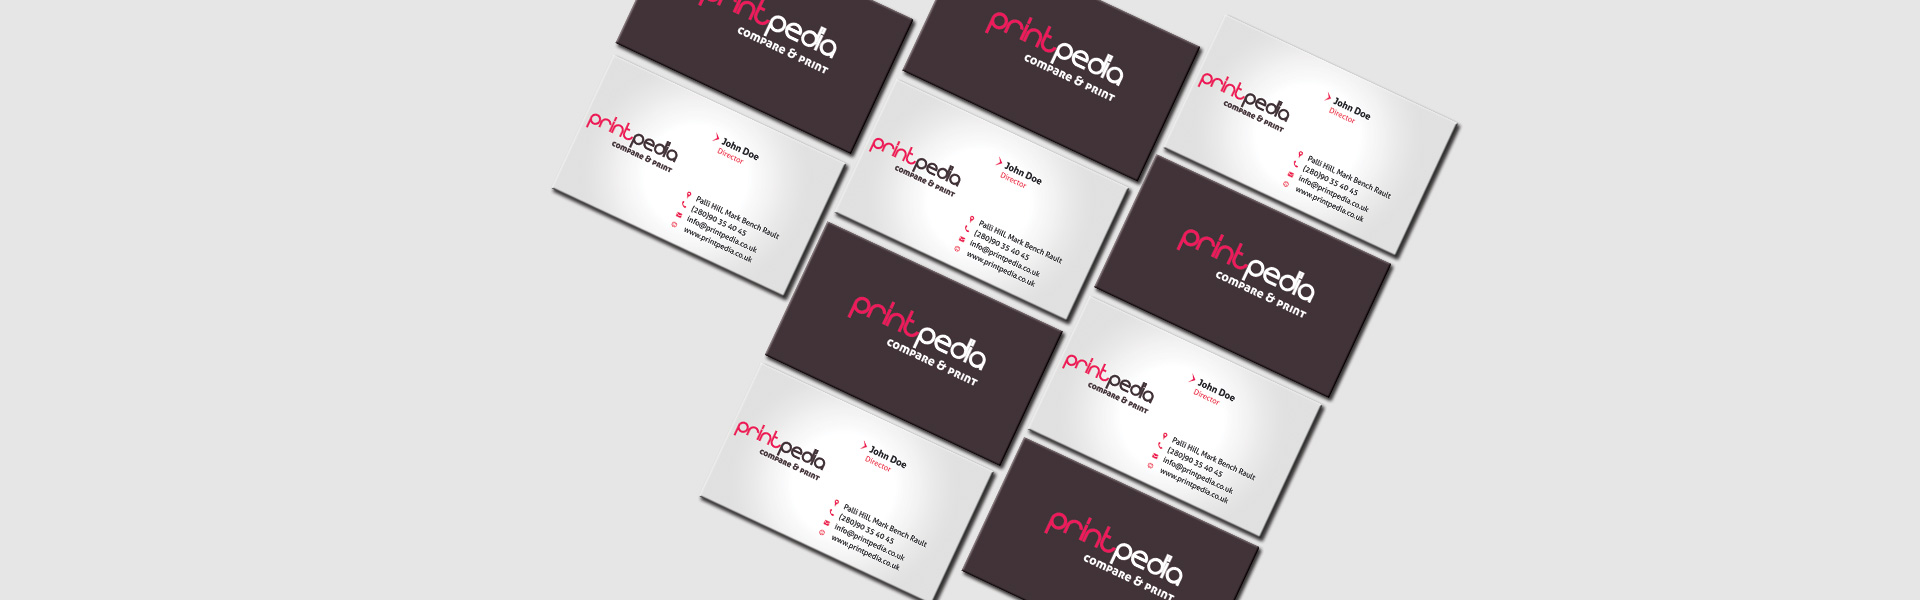 printpedia
compare & print
printpedia
compare & print
printpedia
compare & print
John Doe
Director
Palli Hill, Mark Bench Rault
(280)90 35 40 45
info@printpedia.co.uk
www.printpedia.co.uk
printpedia
compare & print
John Doe
Director
Palli Hill, Mark Bench Rault
(280)90 35 40 45
info@printpedia.co.uk
www.printpedia.co.uk
printpedia
compare & print
John Doe
Director
Palli Hill, Mark Bench Rault
(280)90 35 40 45
info@printpedia.co.uk
www.printpedia.co.uk
printpedia
compare & print
printpedia
compare & print
printpedia
compare & print
John Doe
Director
Palli Hill, Mark Bench Rault
(280)90 35 40 45
info@printpedia.co.uk
www.printpedia.co.uk
printpedia
compare & print
John Doe
Director
Palli Hill, Mark Bench Rault
(280)90 35 40 45
info@printpedia.co.uk
www.printpedia.co.uk
printpedia
compare & print